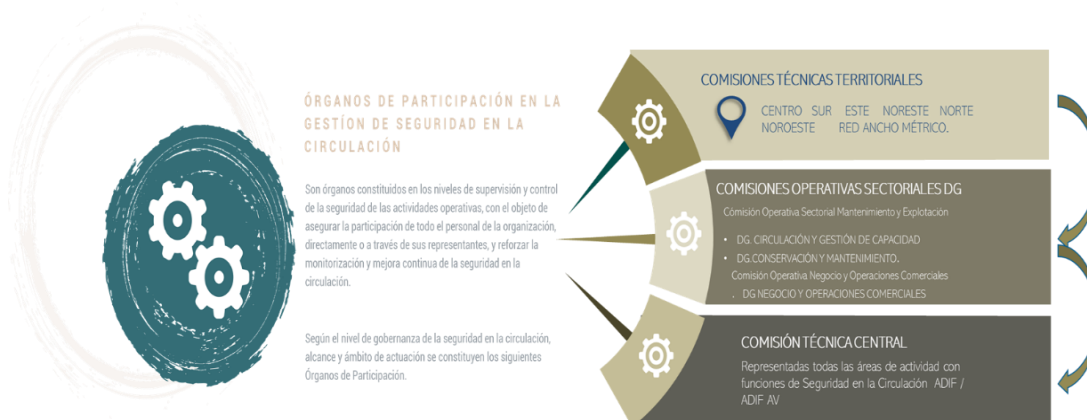 ÓRGANOS DE PARTICIPACIÓN EN LA
GESTÍON DE SEGURIDAD EN LA
CIRCULACIÓN
Son órganos constituidos en los niveles de supervisión y control
de la seguridad de las actividades operativas, con el objeto de
asegurar la participación de todo el personal de la organización,
directamente o a través de sus representantes, y reforzar la
monitorización y mejora continua de la seguridad en la
circulación.
Según el nivel de gobernanza de la seguridad en la circulación,
alcance y ámbito de actuación se constituyen los siguientes
Órganos de Participación.
COMISIONES TÉCNICAS TERRITORIALES
CENTRO SUR ESTE NORESTE NORTE
NOROESTE RED ANCHO MÉTRICO.
COMISIONES OPERATIVAS SECTORIALES DG
Cómisión Operativa Sectorial Mantenimiento y Explotación
• DG. CIRCULACIÓN Y GESTIÓN DE CAPACIDAD
• DG.CONSERVACIÓN Y MANTENIMIENTO.
Comisión Operativa Negocio y Operaciones Comerciales
. DG NEGOCIO Y OPERACIONES COMERCIALES
COMISIÓN TÉCNICA CENTRAL
Representadas todas las áreas de actividad con
funciones de Seguridad en la Circulación ADIF /
ADIF AV